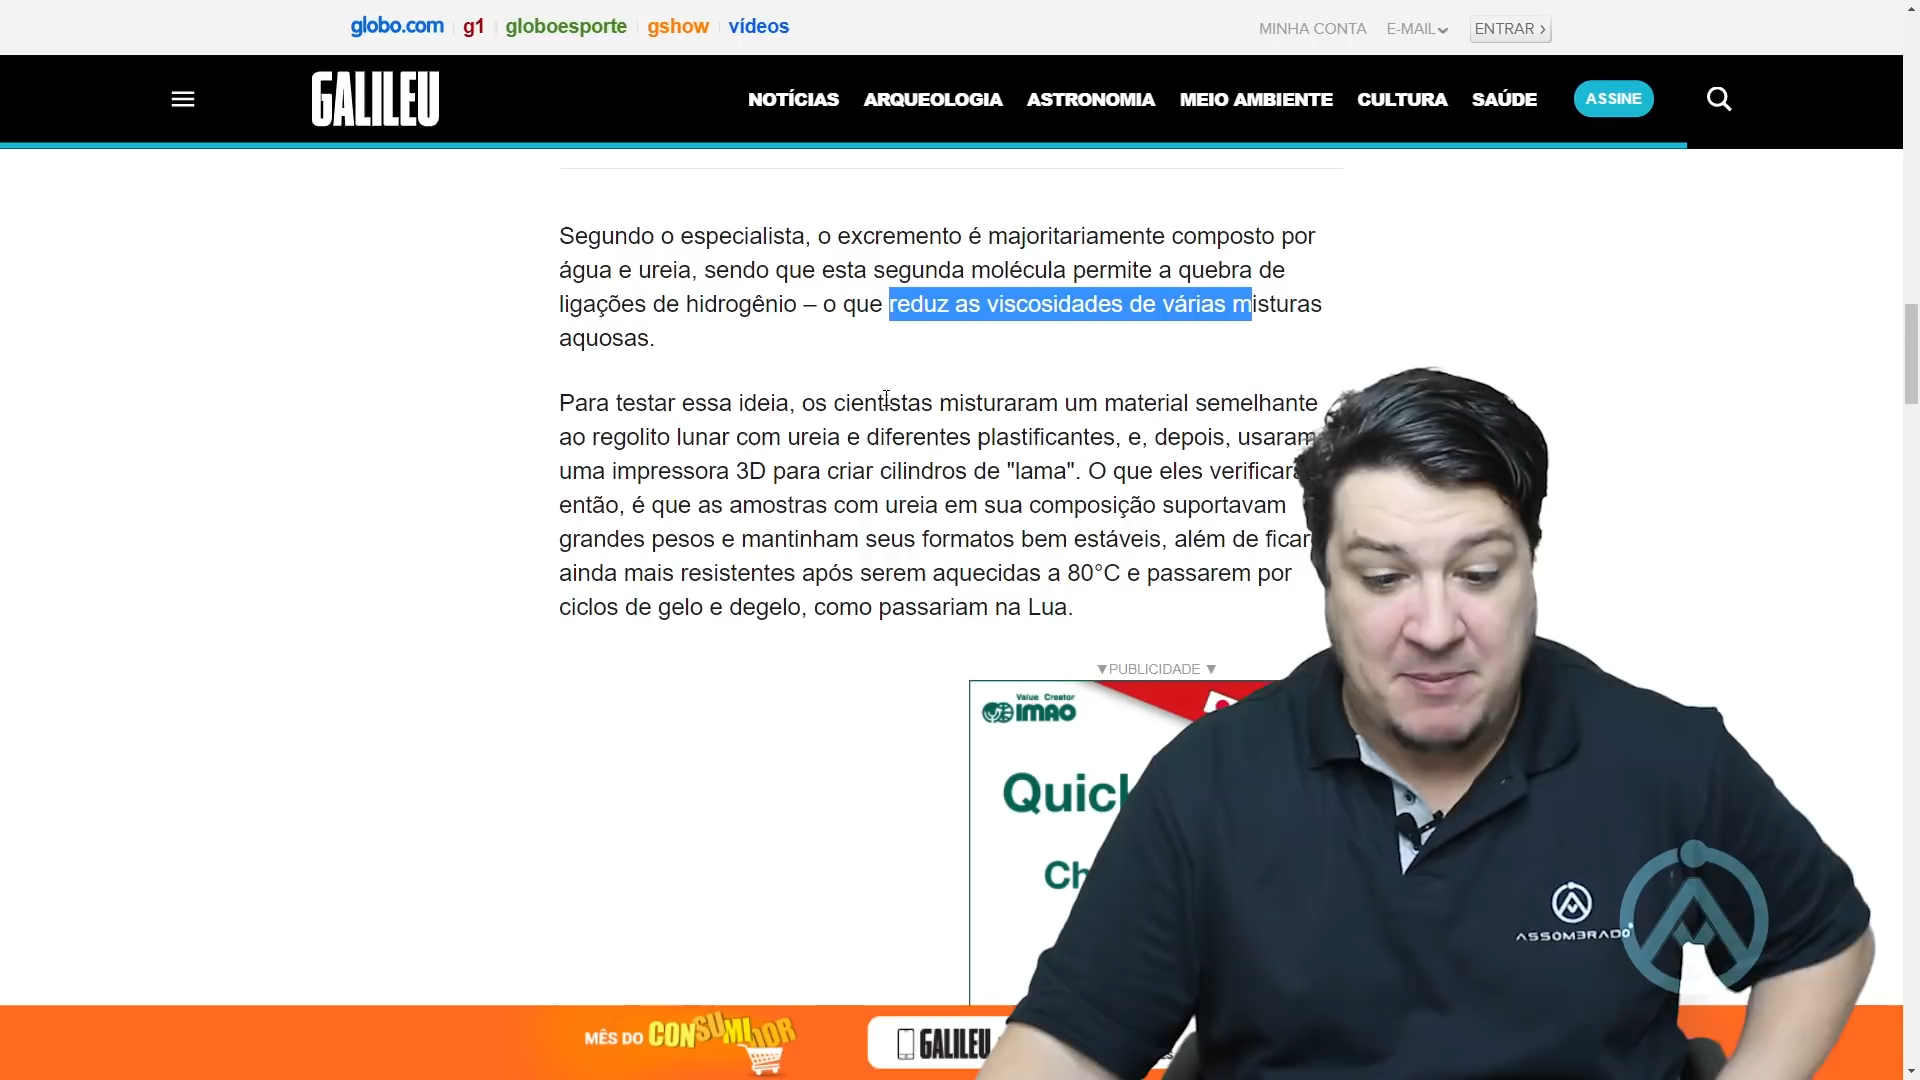 globo.com g1 globoesporte gshow vídeos MINHA CONTA E-MAIL ENTRAR
GALILEU NOTÍCIAS ARQUEOLOGIA ASTRONOMIA MEIO AMBIENTE CULTURA SAÚDE ASSINE
Segundo o especialista, o excremento é majoritariamente composto por
água e ureia, sendo que esta segunda molécula permite a quebra de
ligações de hidrogênio – o que reduz as viscosidades de várias misturas
aquosas.
Para testar essa ideia, os cientistas misturaram um material semelhante
ao regolito lunar com ureia e diferentes plastificantes, e, depois, usaram
uma impressora 3D para criar cilindros de "lama". O que eles
então, é que as amostras com ureia em sua composição suportavam
grandes pesos e mantinham seus formatos bem estáveis, além de
ainda mais resistentes após serem aquecidas a 80°C e passarem por
ciclos de gelo e degelo, como passariam na Lua.
▼PUBLICIDADE ▼
Value Creator
IMAO
ASSOM3RADO
MÊS DO CONSUMIDOR GALILEU